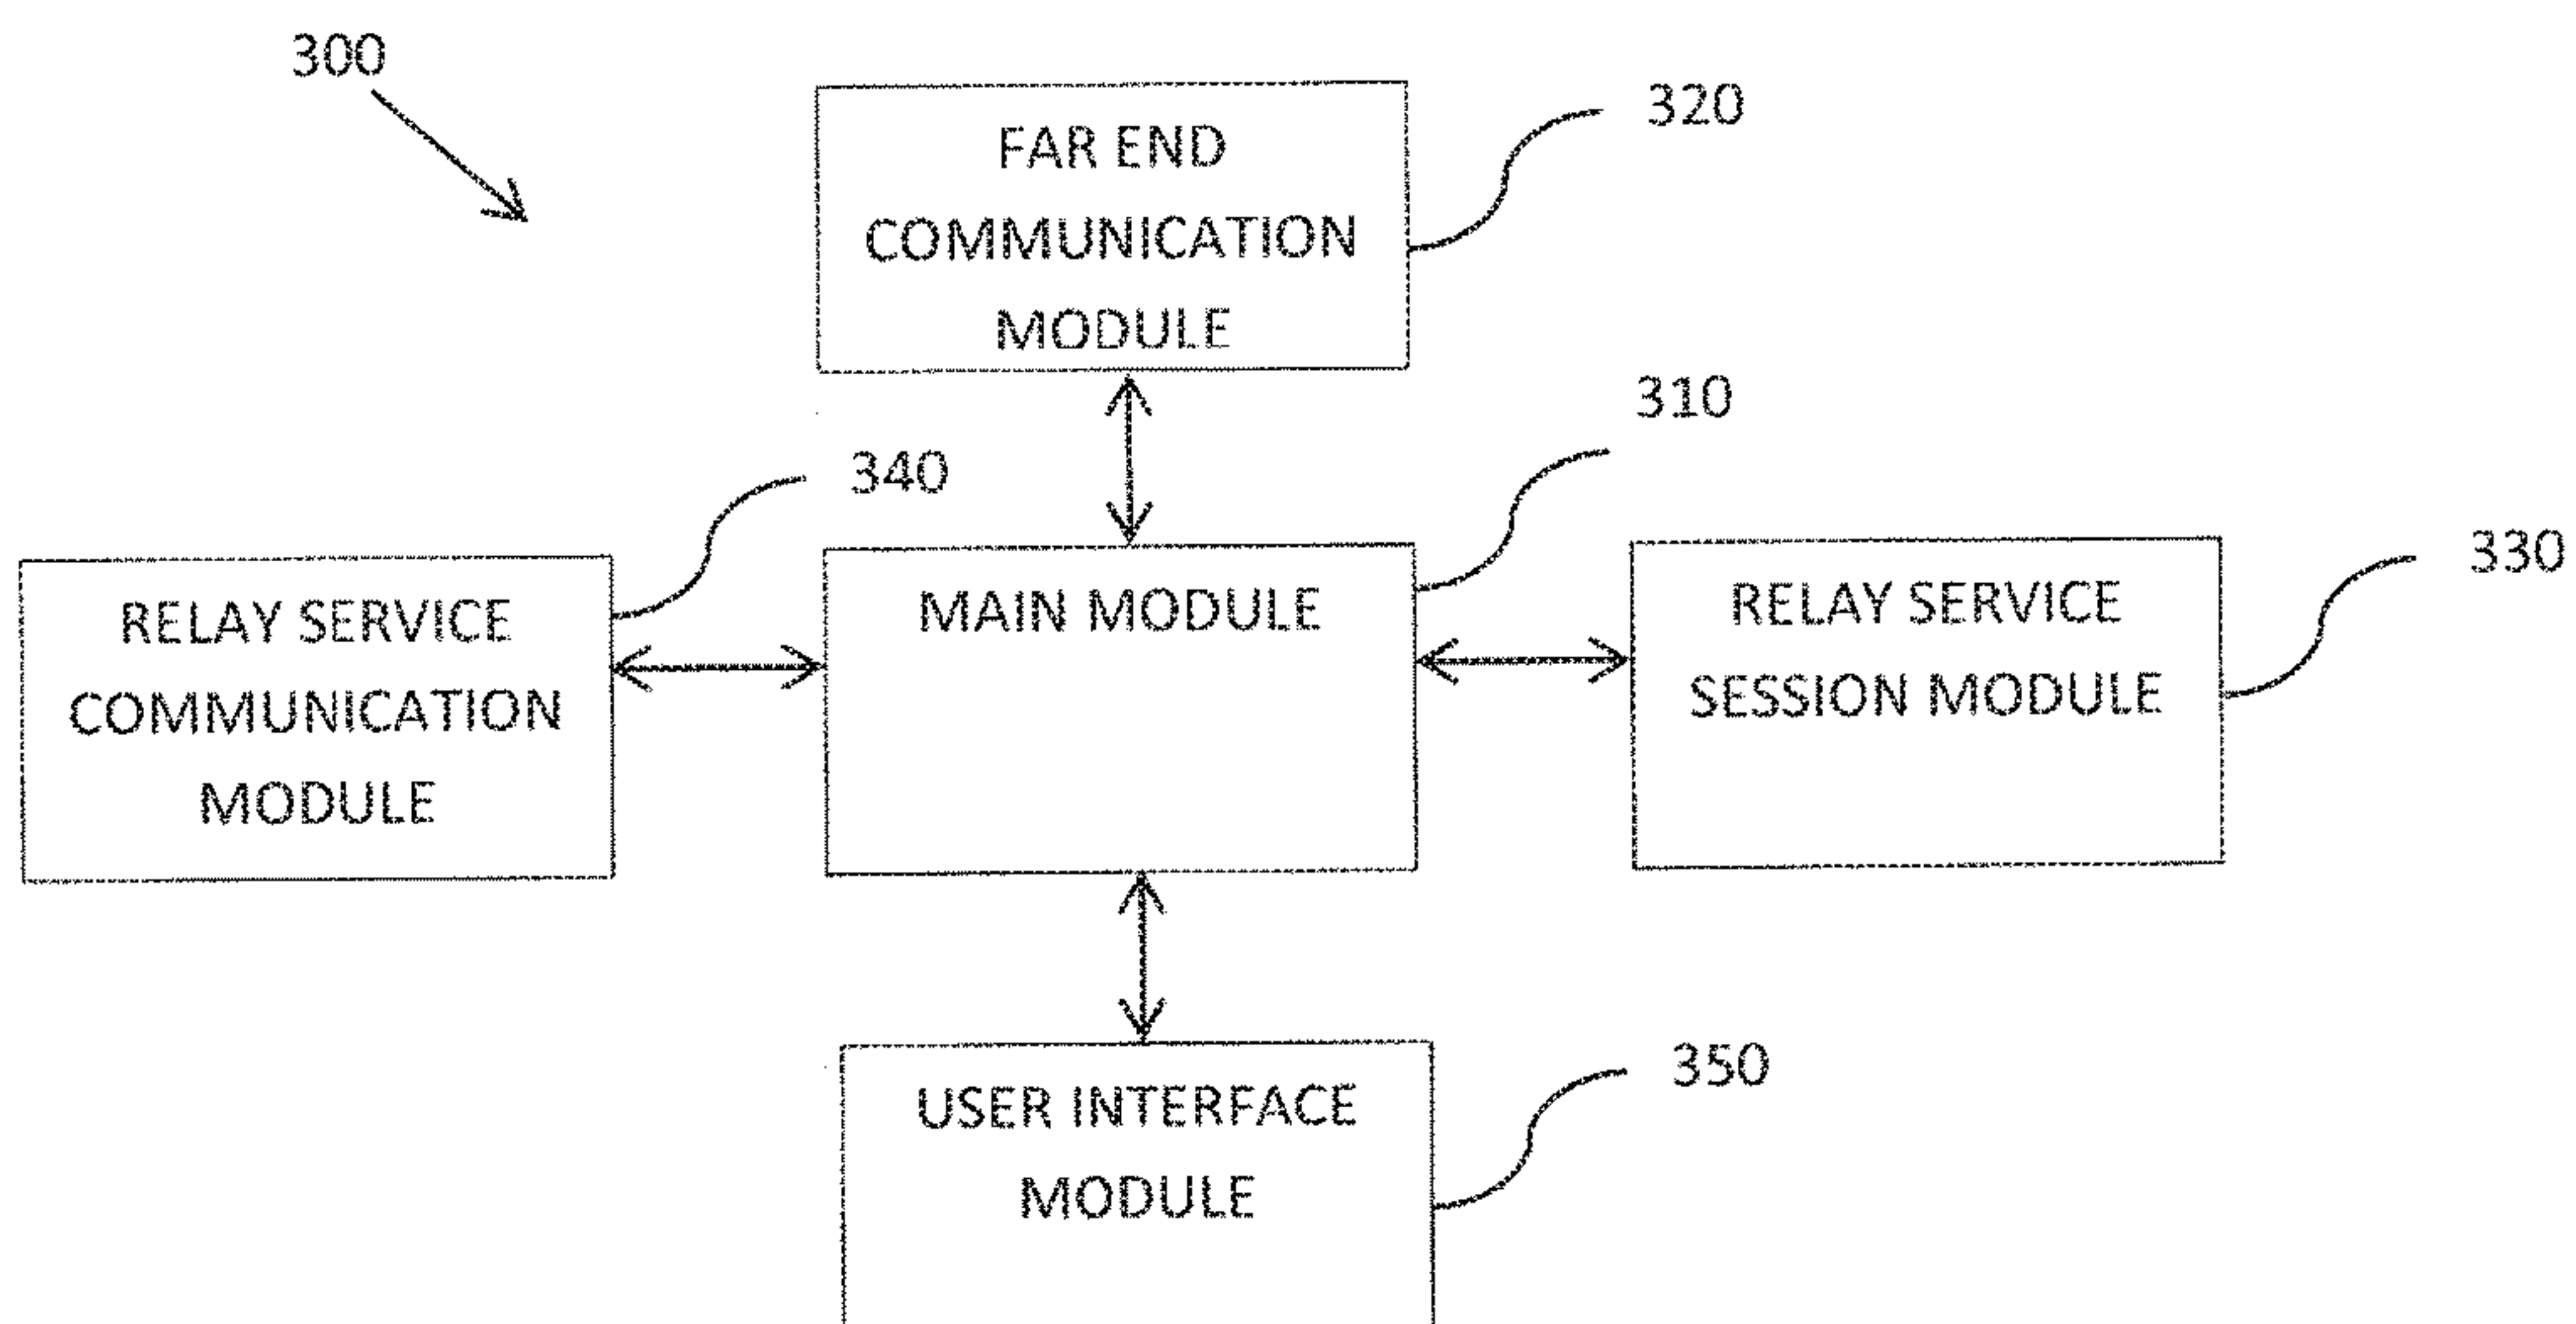 300
FAR END
COMMUNICATION
MODULE
320
310
340
RELAY SERVICE
COMMUNICATION
MODULE
MAIN MODULE
RELAY SERVICE
SESSION MODULE
330
USER INTERFACE
MODULE
350